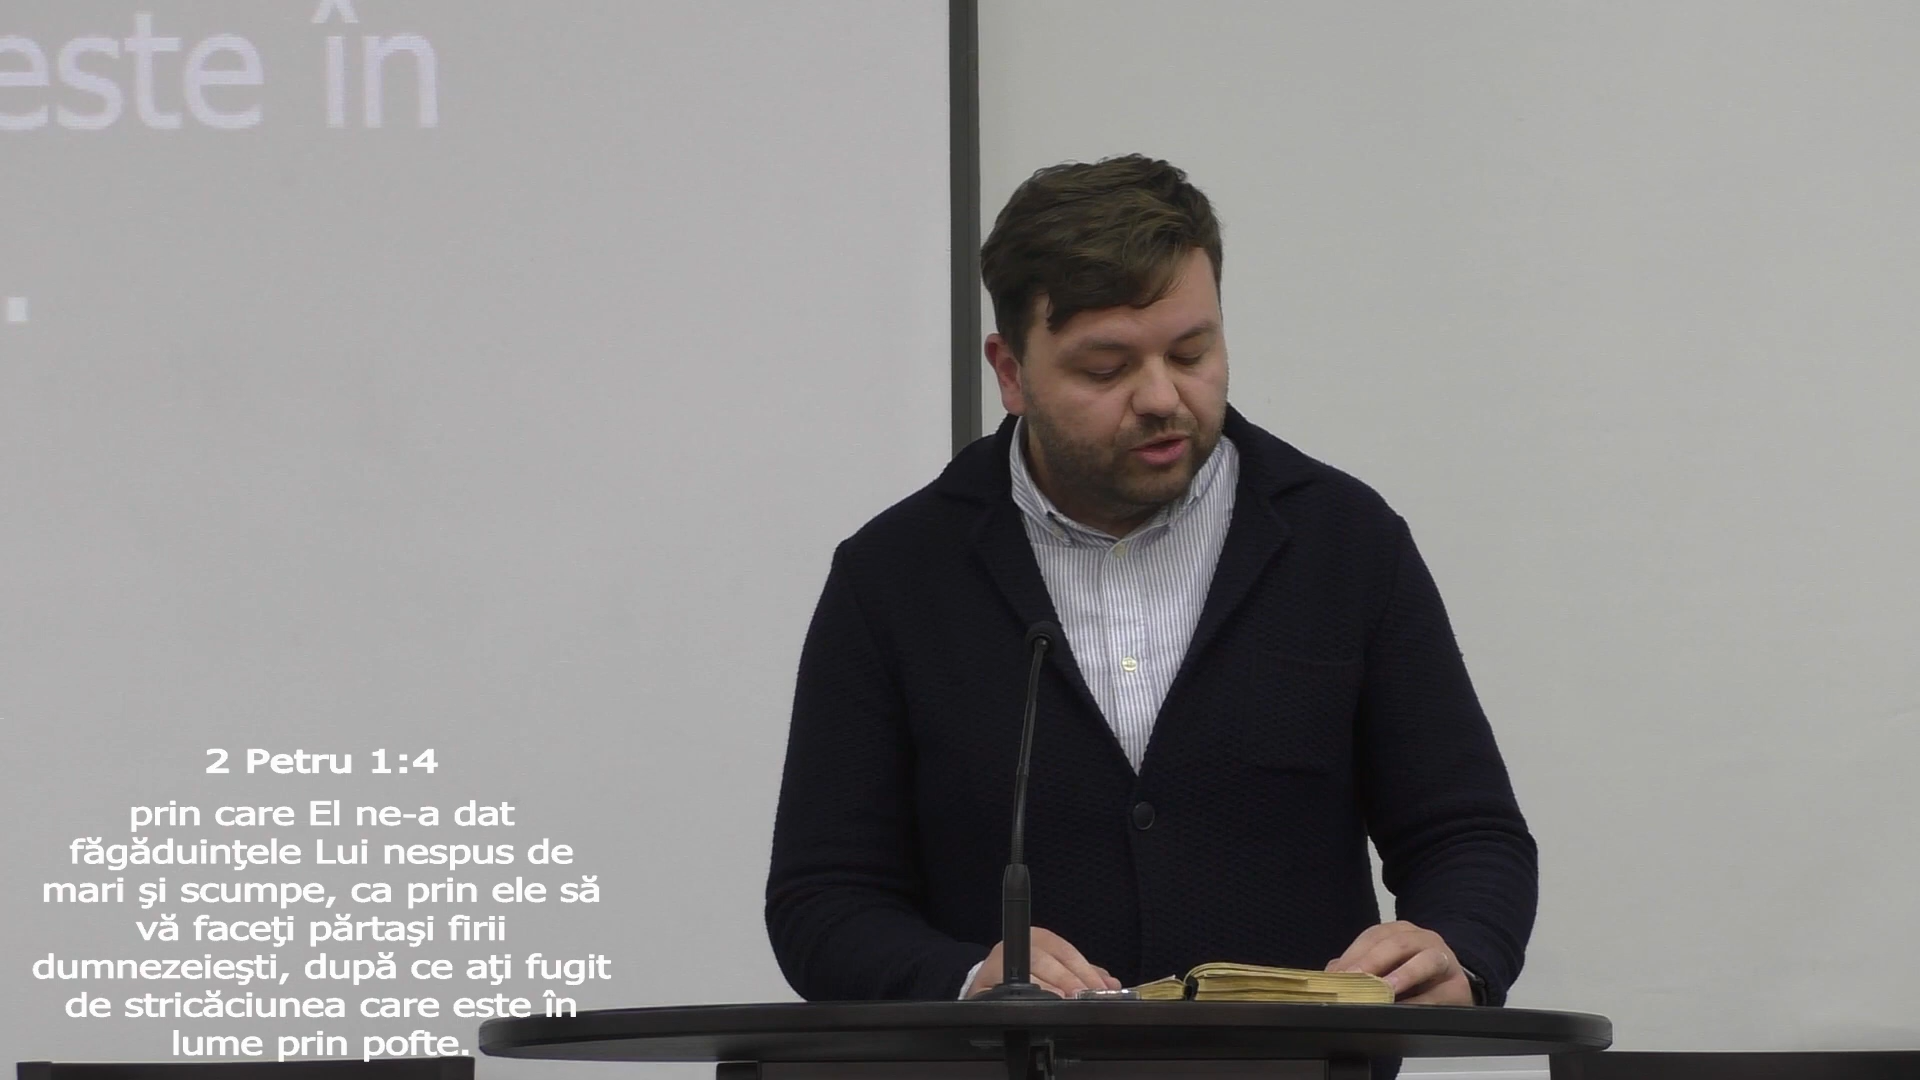 este în
.
2 Petru 1:4
prin care El ne-a dat
făgăduinţele Lui nespus de
mari şi scumpe, ca prin ele să
vă faceţi părtaşi firii
dumnezeieşti, după ce aţi fugit
de stricăciunea care este în
lume prin pofte.